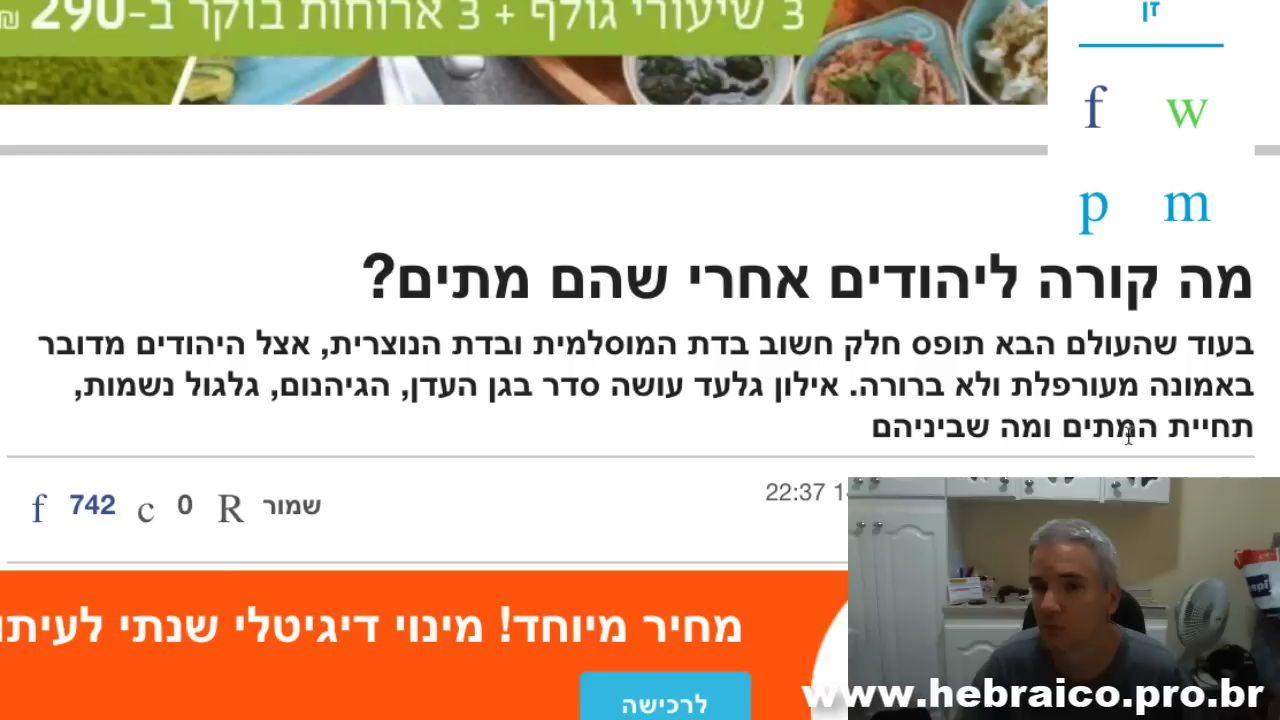 3 שיעורי גולף + 3 ארוחות בוקר ב-290 ₪
זן
f w
p m
מה קורה ליהודים אחרי שהם מתים?
בעוד שהעולם הבא תופס חלק חשוב בדת המוסלמית ובדת הנוצרית, אצל היהודים מדובר
באמונה מעורפלת ולא ברורה. אילון גלעד עושה סדר בגן העדן, הגיהנום, גלגול נשמות,
תחיית המתים ומה שביניהם
22:37
שמור R 0 c 742 f
מחיר מיוחד! מינוי דיגיטלי שנתי
לרכישה
www.hebraico.pro.br